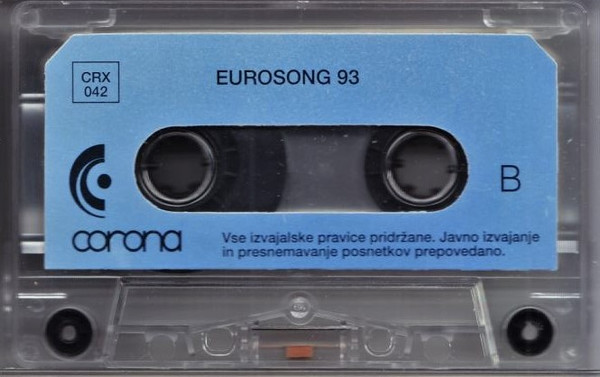 CRX
042
EUROSONG 93
B
corona
Vse izvajalske pravice pridržane. Javno izvajanje
in presnemavanje posnetkov prepovedano.